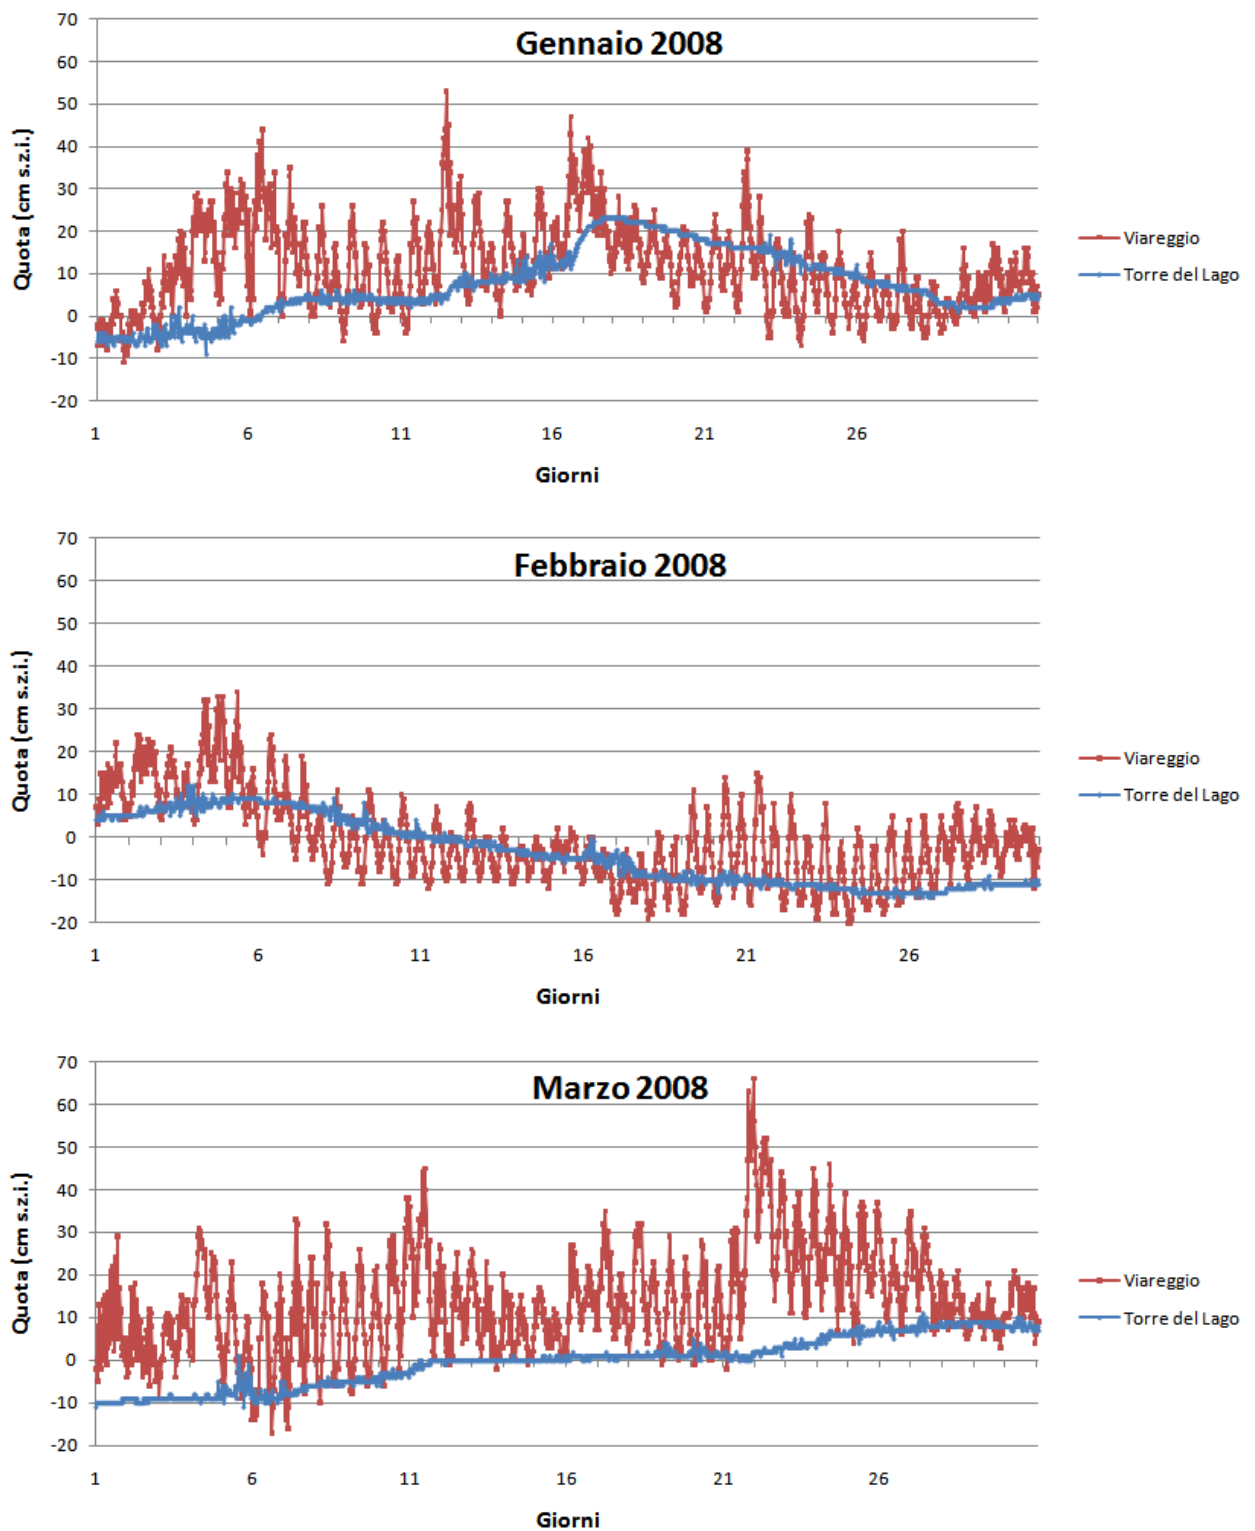 Gennaio 2008
Quota (cm s.z.i.)
70
60
50
40
30
20
10
0
-10
-20
1 6 11 16 21 26
Giorni
Viareggio
Torre del Lago
Febbraio 2008
Quota (cm s.z.i.)
70
60
50
40
30
20
10
0
-10
-20
1 6 11 16 21 26
Giorni
Viareggio
Torre del Lago
Marzo 2008
Quota (cm s.z.i.)
70
60
50
40
30
20
10
0
-10
-20
1 6 11 16 21 26
Giorni
Viareggio
Torre del Lago